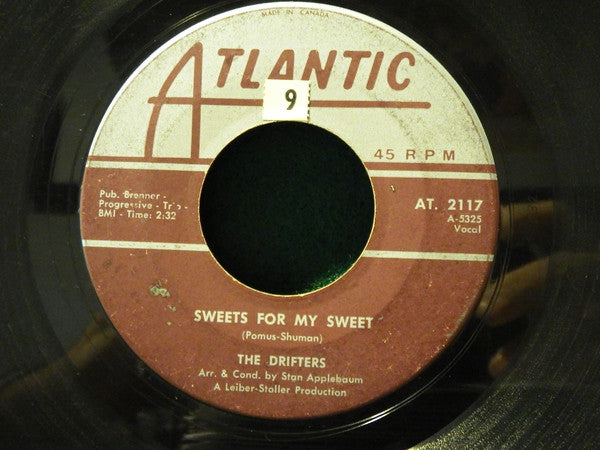 MADE IN CANADA
ATLANTIC
9
45 RPM
Pub. Brenner -
Progressive - Trio -
BMI - Time: 2:32
AT. 2117
A-5325
Vocal
SWEETS FOR MY SWEET
(Pomus-Shuman)
THE DRIFTERS
Arr. & Cond. by Stan Applebaum
A Leiber-Stoller Production